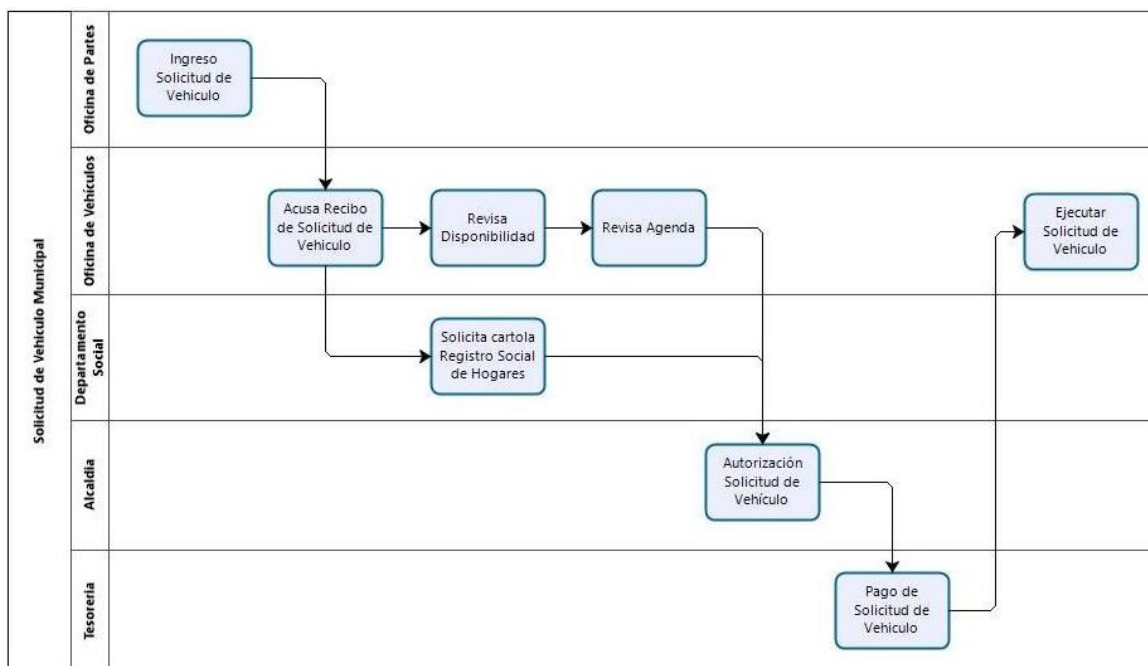 Solicitud de Vehiculo Municipal
Oficina de Partes
Ingreso
Solicitud de
Vehiculo
Oficina de Vehículos
Acusa Recibo
de Solicitud de
Vehiculo
Revisa
Disponibilidad
Revisa Agenda
Ejecutar
Solicitud de
Vehiculo
Departamento
Social
Solicita cartola
Registro Social
de Hogares
Alcaldia
Autorización
Solicitud de
Vehículo
Tesoreria
Pago de
Solicitud de
Vehiculo